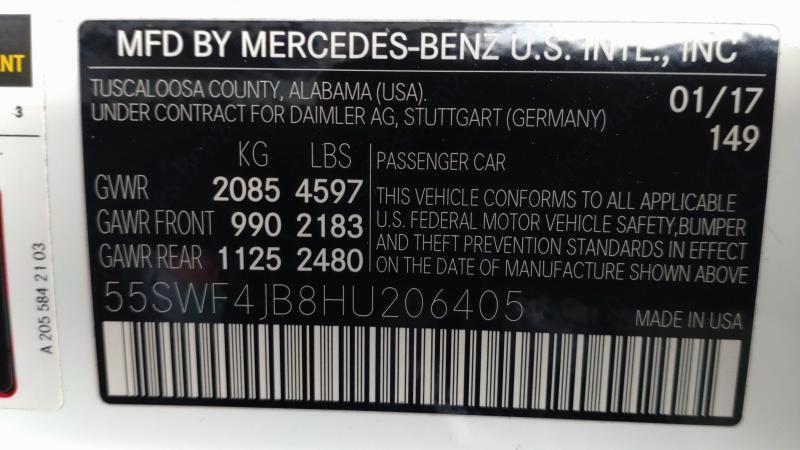 MFD BY MERCEDES-BENZ U.S. INTL., INC
TUSCALOOSA COUNTY, ALABAMA (USA).
UNDER CONTRACT FOR DAIMLER AG, STUTTGART (GERMANY)
01/17
149
KG LBS
GVWR 2085 4597
GAWR FRONT 990 2183
GAWR REAR 1125 2480
PASSENGER CAR
THIS VEHICLE CONFORMS TO ALL APPLICABLE
U.S. FEDERAL MOTOR VEHICLE SAFETY,BUMPER
AND THEFT PREVENTION STANDARDS IN EFFECT
ON THE DATE OF MANUFACTURE SHOWN ABOVE
55SWF4JB8HU206405
MADE IN USA
NT
3
A 205 584 21 03